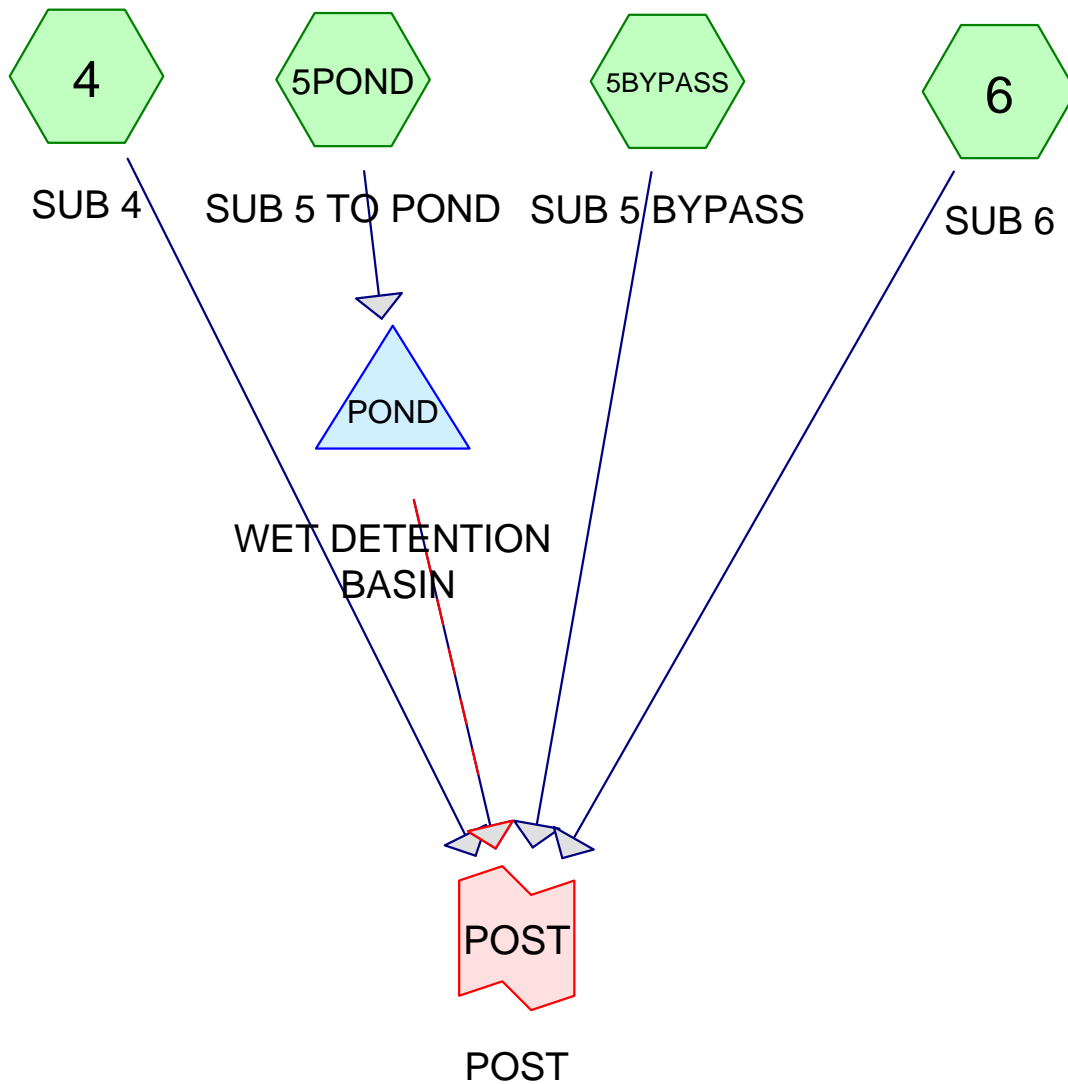 4
5POND
5BYPASS
6
SUB 4
SUB 5 TO POND
SUB 5 BYPASS
SUB 6
POND
WET DETENTION
BASIN
POST
POST